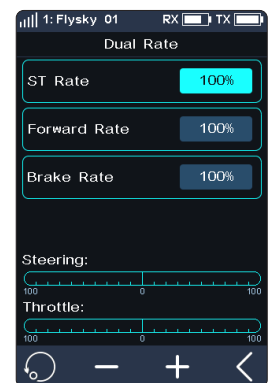 1: Flysky 01 RX TX
Dual Rate
ST Rate 100%
Forward Rate 100%
Brake Rate 100%
Steering:
100 0 100
Throttle:
100 0 100